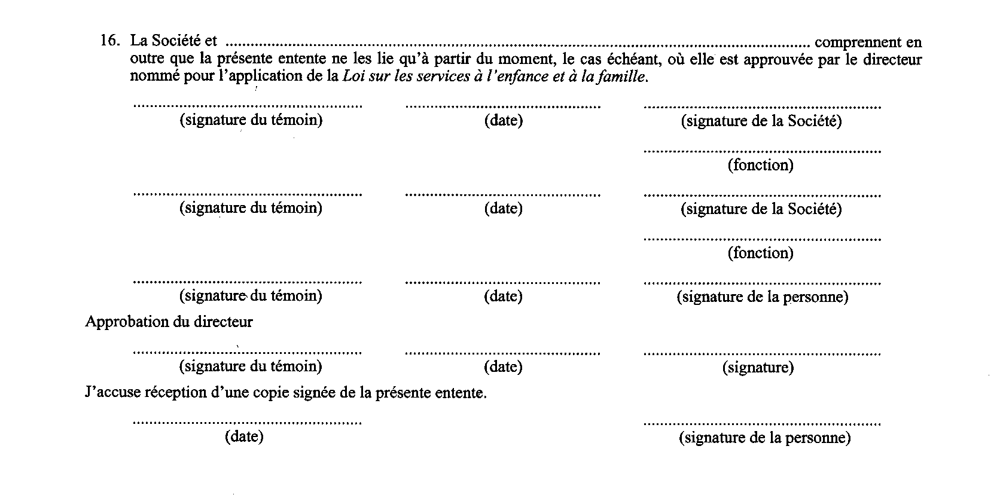 16. La Société et ........................................................................................................................................... comprennent en
outre que la présente entente ne les lie qu'à partir du moment, le cas échéant, où elle est approuvée par le directeur
nommé pour l'application de la Loi sur les services à l'enfance et à la famille.
(signature du témoin) (date) (signature de la Société)
(fonction)
(signature du témoin) (date) (signature de la Société)
(fonction)
(signature du témoin) (date) (signature de la personne)
Approbation du directeur
(signature du témoin) (date) (signature)
J'accuse réception d'une copie signée de la présente entente.
(date) (signature de la personne)